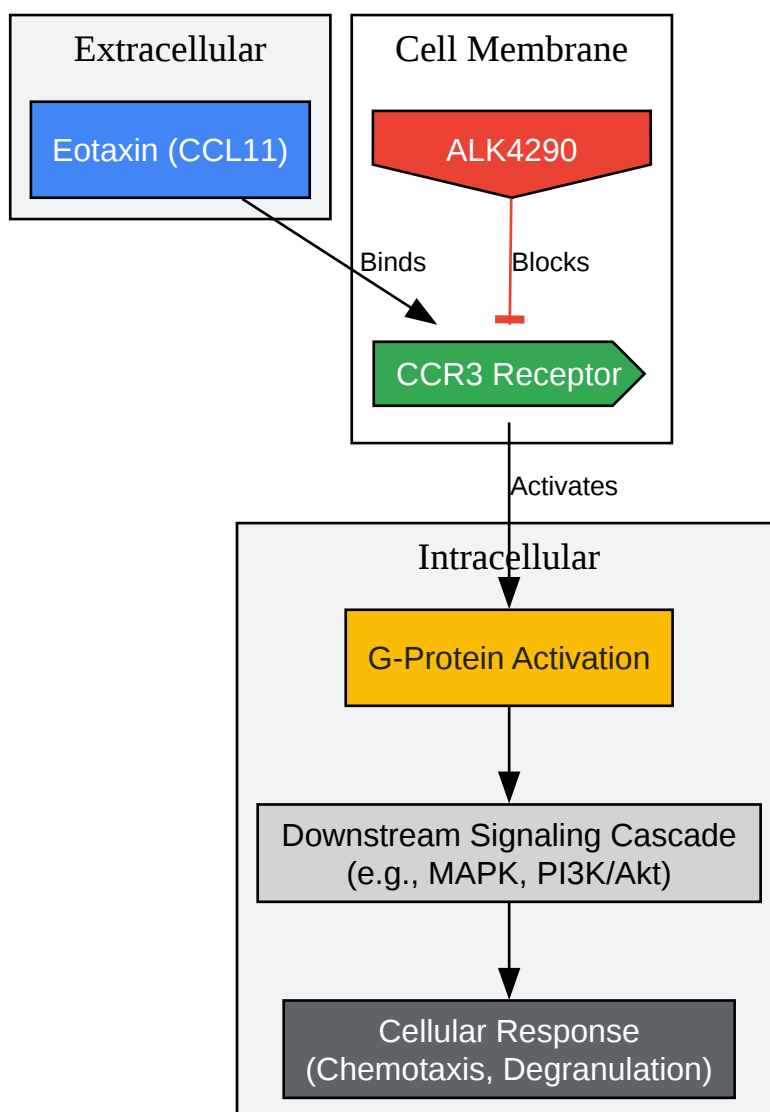 Extracellular
Cell Membrane
Eotaxin (CCL11)
ALK4290
Binds
Blocks
CCR3 Receptor
Activates
Intracellular
G-Protein Activation
Downstream Signaling Cascade
(e.g., MAPK, PI3K/Akt)
Cellular Response
(Chemotaxis, Degranulation)